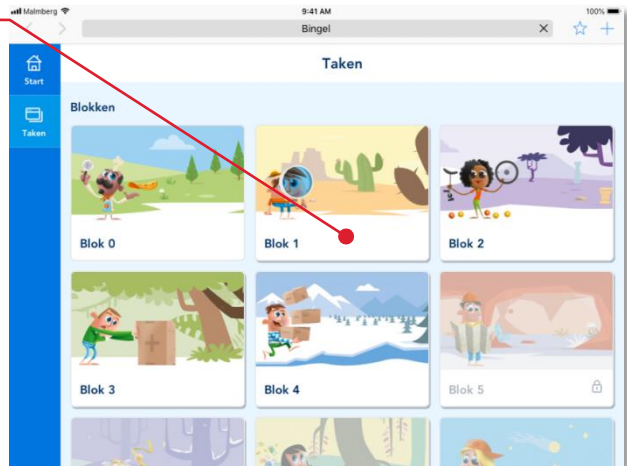 Malmberg 9:41 AM 100%
Bingel
Start
Taken
Taken
Blokken
Blok 0
Blok 1
Blok 2
Blok 3
Blok 4
Blok 5